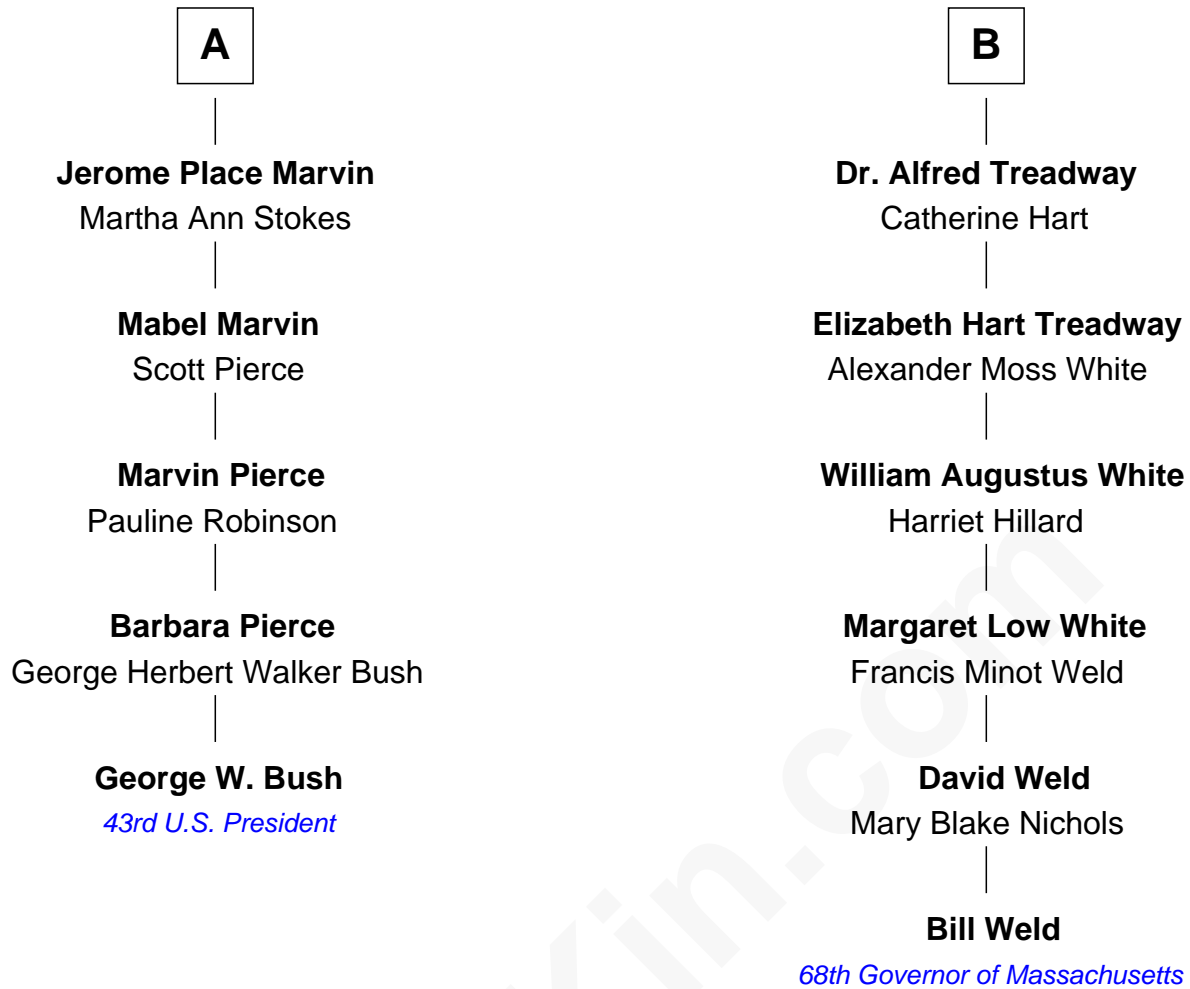 A
Jerome Place Marvin
Martha Ann Stokes
Mabel Marvin
Scott Pierce
Marvin Pierce
Pauline Robinson
Barbara Pierce
George Herbert Walker Bush
George W. Bush
43rd U.S. President
B
Dr. Alfred Treadway
Catherine Hart
Elizabeth Hart Treadway
Alexander Moss White
William Augustus White
Harriet Hillard
Margaret Low White
Francis Minot Weld
David Weld
Mary Blake Nichols
Bill Weld
68th Governor of Massachusetts
Kin.com